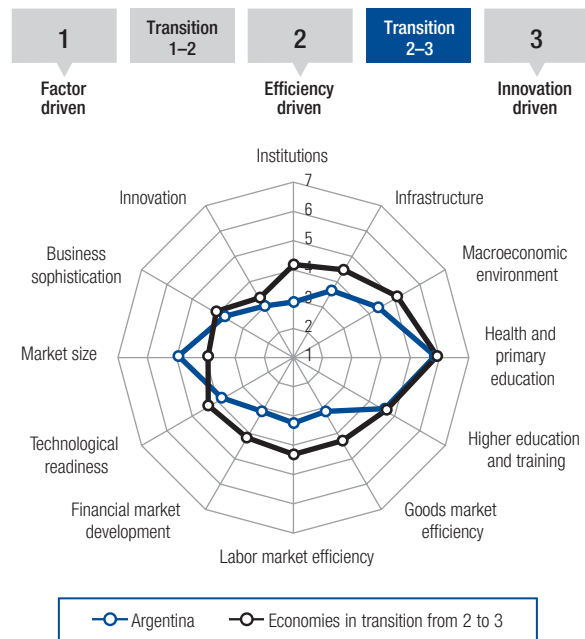 1
Transition
1–2
2
Transition
2–3
3
Factor
driven
Efficiency
driven
Innovation
driven
Institutions
7
6
5
4
3
2
1
Infrastructure
Macroeconomic
environment
Health and
primary
education
Higher education
and training
Goods market
efficiency
Labor market efficiency
Financial market
development
Technological
readiness
Market size
Business
sophistication
Innovation
Argentina
Economies in transition from 2 to 3